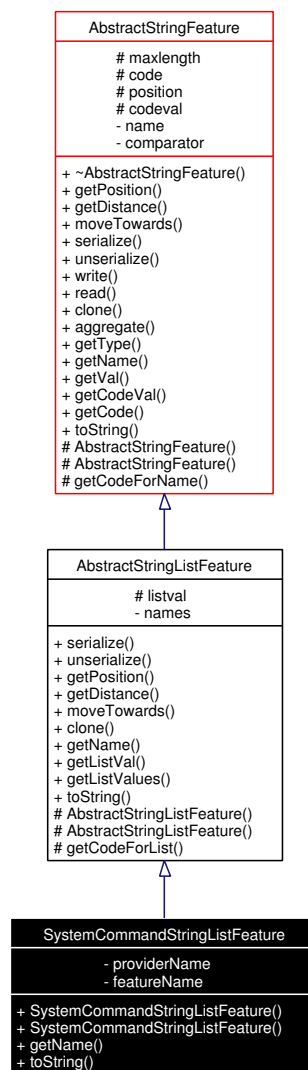 AbstractStringFeature
# maxlength
# code
# position
# codeval
- name
- comparator
+ ~AbstractStringFeature()
+ getPosition()
+ getDistance()
+ moveTowards()
+ serialize()
+ unserialize()
+ write()
+ read()
+ clone()
+ aggregate()
+ getType()
+ getName()
+ getVal()
+ getCodeVal()
+ getCode()
+ toString()
# AbstractStringFeature()
# AbstractStringFeature()
# getCodeForName()
AbstractStringListFeature
# listval
- names
+ serialize()
+ unserialize()
+ getPosition()
+ getDistance()
+ moveTowards()
+ clone()
+ getName()
+ getListVal()
+ getListValues()
+ toString()
# AbstractStringListFeature()
# AbstractStringListFeature()
# getCodeForList()
SystemCommandStringListFeature
- providerName
- featureName
+ SystemCommandStringListFeature()
+ SystemCommandStringListFeature()
+ getName()
+ toString()